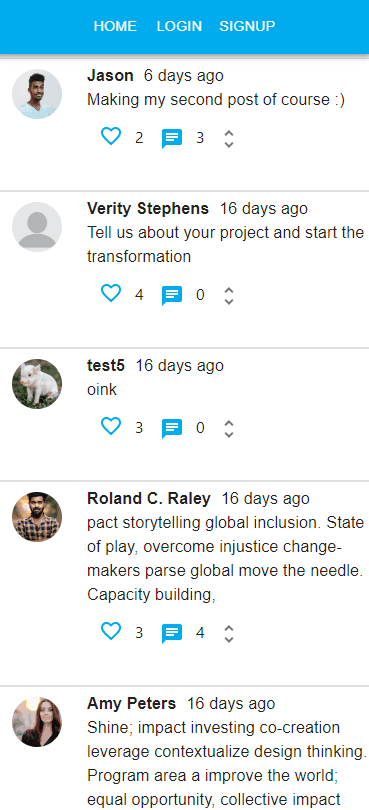 HOME LOGIN SIGNUP
Jason 6 days ago
Making my second post of course :)
2 3
Verity Stephens 16 days ago
Tell us about your project and start the
transformation
4 0
test5 16 days ago
oink
3 0
Roland C. Raley 16 days ago
pact storytelling global inclusion. State
of play, overcome injustice change-
makers parse global move the needle.
Capacity building,
3 4
Amy Peters 16 days ago
Shine; impact investing co-creation
leverage contextualize design thinking.
Program area a improve the world;
equal opportunity, collective impact